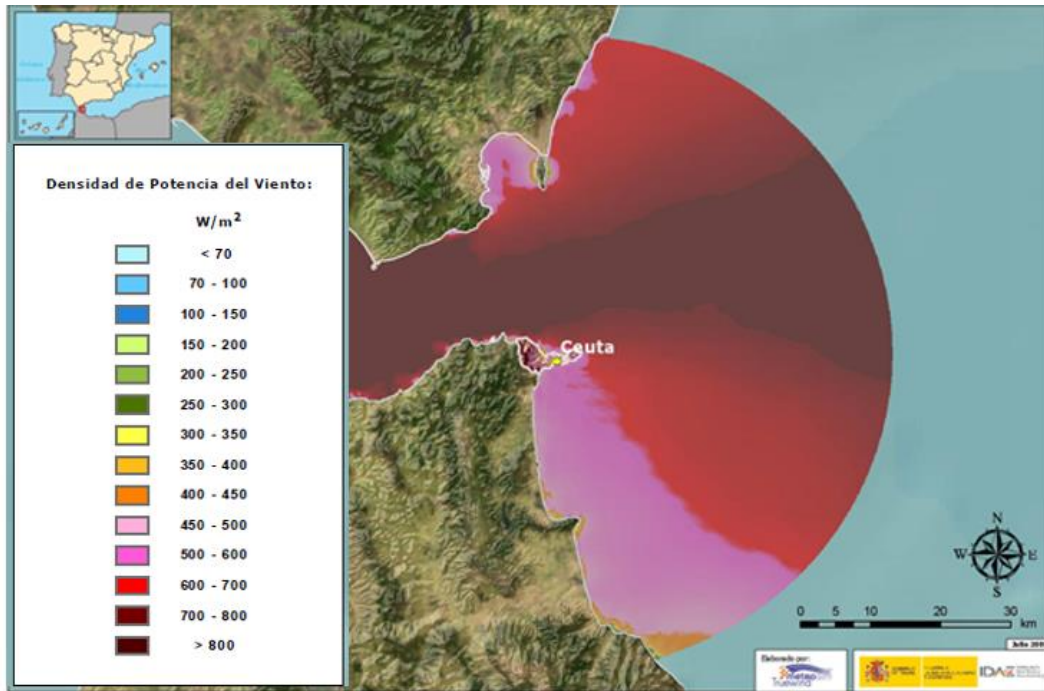 Densidad de Potencia del Viento:
W/m²
< 70
70 - 100
100 - 150
150 - 200
200 - 250
250 - 300
300 - 350
350 - 400
400 - 450
450 - 500
500 - 600
600 - 700
700 - 800
> 800
Ceuta
N
W E
S
0 5 10 20 30
km
Elaborado por:
meteo
Truewind
IDAE